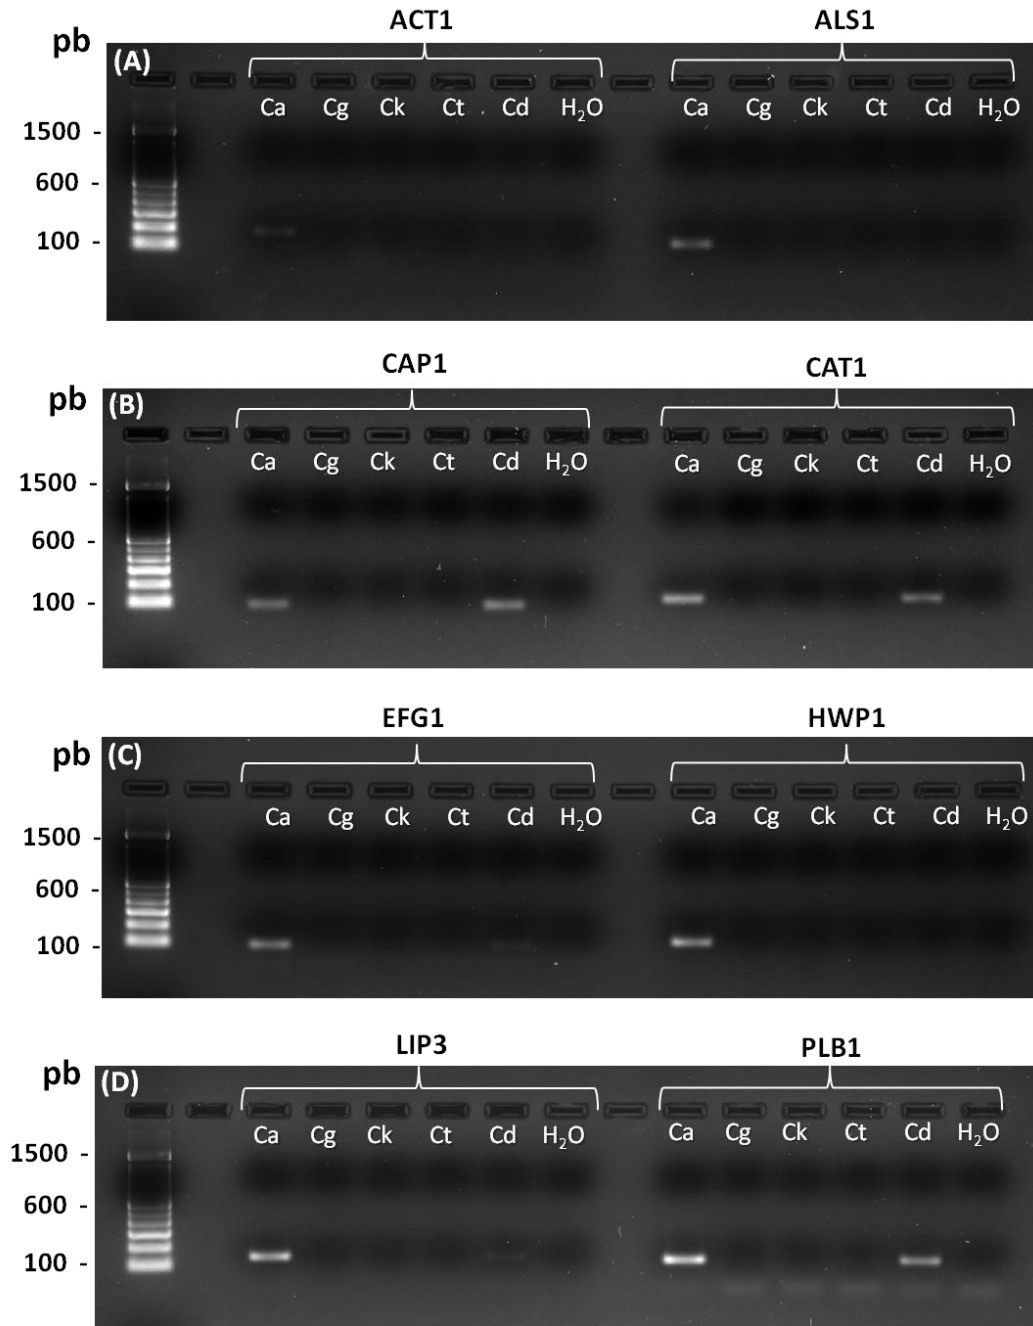 ACT1 ALS1
pb (A)
Ca Cg Ck Ct Cd H₂O Ca Cg Ck Ct Cd H₂O
1500 -
600 -
100 -
CAP1 CAT1
pb (B)
Ca Cg Ck Ct Cd H₂O Ca Cg Ck Ct Cd H₂O
1500 -
600 -
100 -
EFG1 HWP1
pb (C)
Ca Cg Ck Ct Cd H₂O Ca Cg Ck Ct Cd H₂O
1500 -
600 -
100 -
LIP3 PLB1
pb (D)
Ca Cg Ck Ct Cd H₂O Ca Cg Ck Ct Cd H₂O
1500 -
600 -
100 -